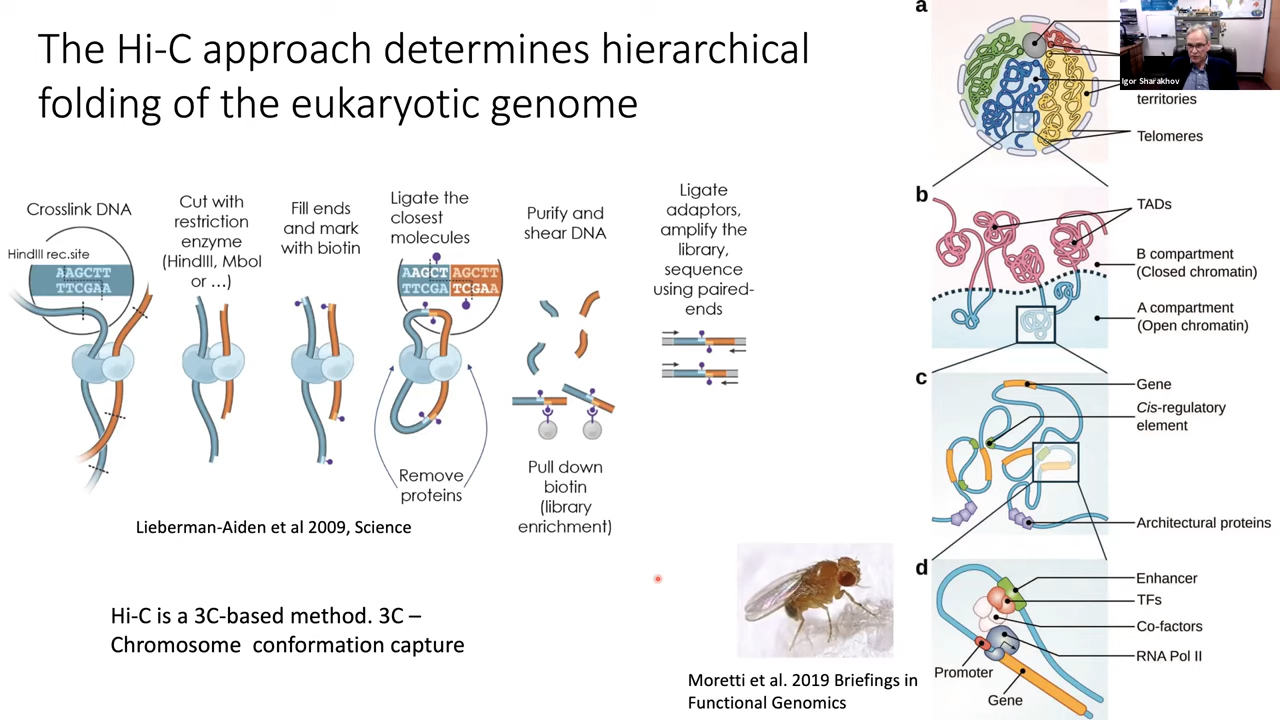 The Hi-C approach determines hierarchical
folding of the eukaryotic genome
Crosslink DNA
HindIII rec.site
AAGCTT
TTCGAA
Cut with
restriction
enzyme
(HindIII, MboI
or ...)
Fill ends
and mark
with biotin
Ligate the
closest
molecules
AAGCT AGCTT
TTCGA TCGAA
Remove
proteins
Purify and
shear DNA
Pull down
biotin
(library
enrichment)
Ligate
adaptors,
amplify the
library,
sequence
using paired-
ends
Lieberman-Aiden et al 2009, Science
Hi-C is a 3C-based method. 3C –
Chromosome conformation capture
Moretti et al. 2019 Briefings in
Functional Genomics
a
Igor Sharakhov
territories
Telomeres
b
TADs
B compartment
(Closed chromatin)
A compartment
(Open chromatin)
c
Gene
Cis-regulatory
element
Architectural proteins
d
Enhancer
TFs
Co-factors
RNA Pol II
Promoter
Gene